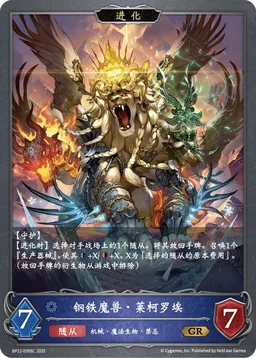 进化
【守护】
【进化时】选择对手战场上的1个随从。将其放回手牌。召唤1个
『生产器械』，使其 +X/ +X。X为『选择的随从的原本费用』。
（放回手牌的衍生物从游戏中排除）
钢铁魔兽·莱柯罗埃
7
7
随从
机械·魔法生物·禁忌
GR
© Cygames, Inc. Published by NetEase Games